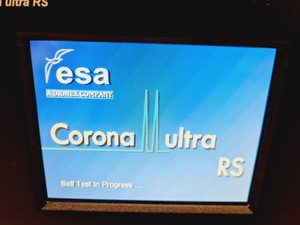 ultra RS
esa
A DIONEX COMPANY
Corona ultra
RS
Self Test In Progress ...